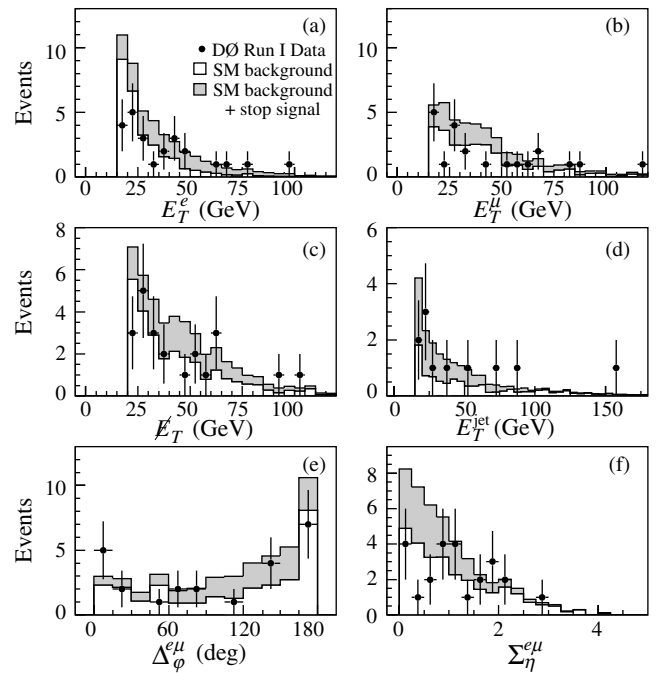 (a)
DØ Run I Data
SM background
SM background
+ stop signal
Events
10
5
0
0 25 50 75 100
E_T^e (GeV)
(b)
10
5
0
0 25 50 75 100
E_T^μ (GeV)
(c)
Events
8
6
4
2
0
0 25 50 75 100
E̸_T (GeV)
(d)
6
4
2
0
0 50 100 150
E_T^jet (GeV)
(e)
Events
10
5
0
0 60 120 180
Δ_φ^eμ (deg)
(f)
8
6
4
2
0
0 2 4
Σ_η^eμ